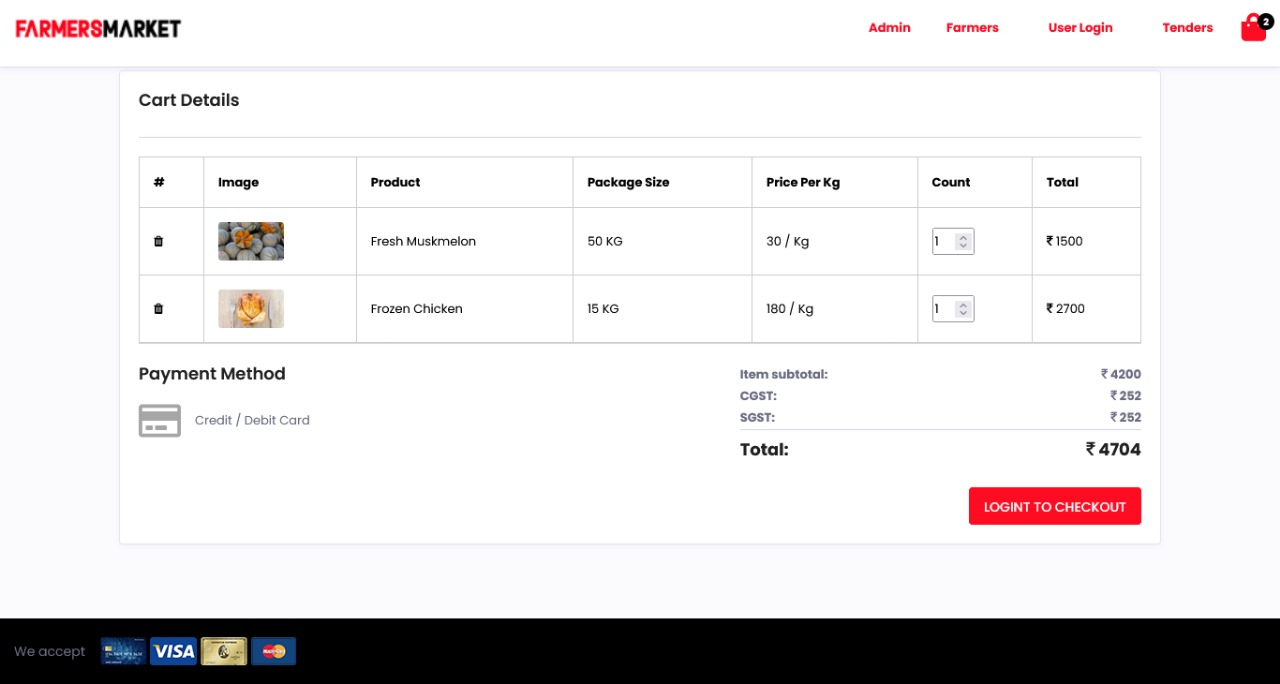 FARMERSMARKET
Admin Farmers User Login Tenders 2
Cart Details
# Image Product Package Size Price Per Kg Count Total
Fresh Muskmelon 50 KG 30 / Kg 1 ₹ 1500
Frozen Chicken 15 KG 180 / Kg 1 ₹ 2700
Payment Method
Credit / Debit Card
Item subtotal: ₹ 4200
CGST: ₹ 252
SGST: ₹ 252
Total: ₹ 4704
LOGINT TO CHECKOUT
We accept VISA